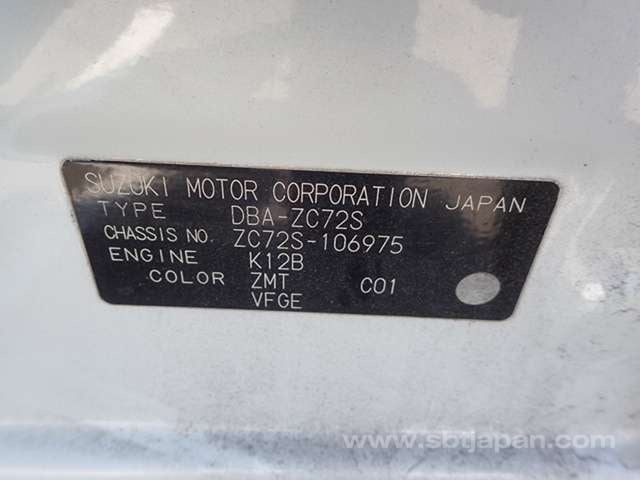 SUZUKI MOTOR CORPORATION JAPAN
TYPE DBA-ZC72S
CHASSIS NO. ZC72S-106975
ENGINE K12B
COLOR ZMT C01
VFGE
www.sbtjapan.com